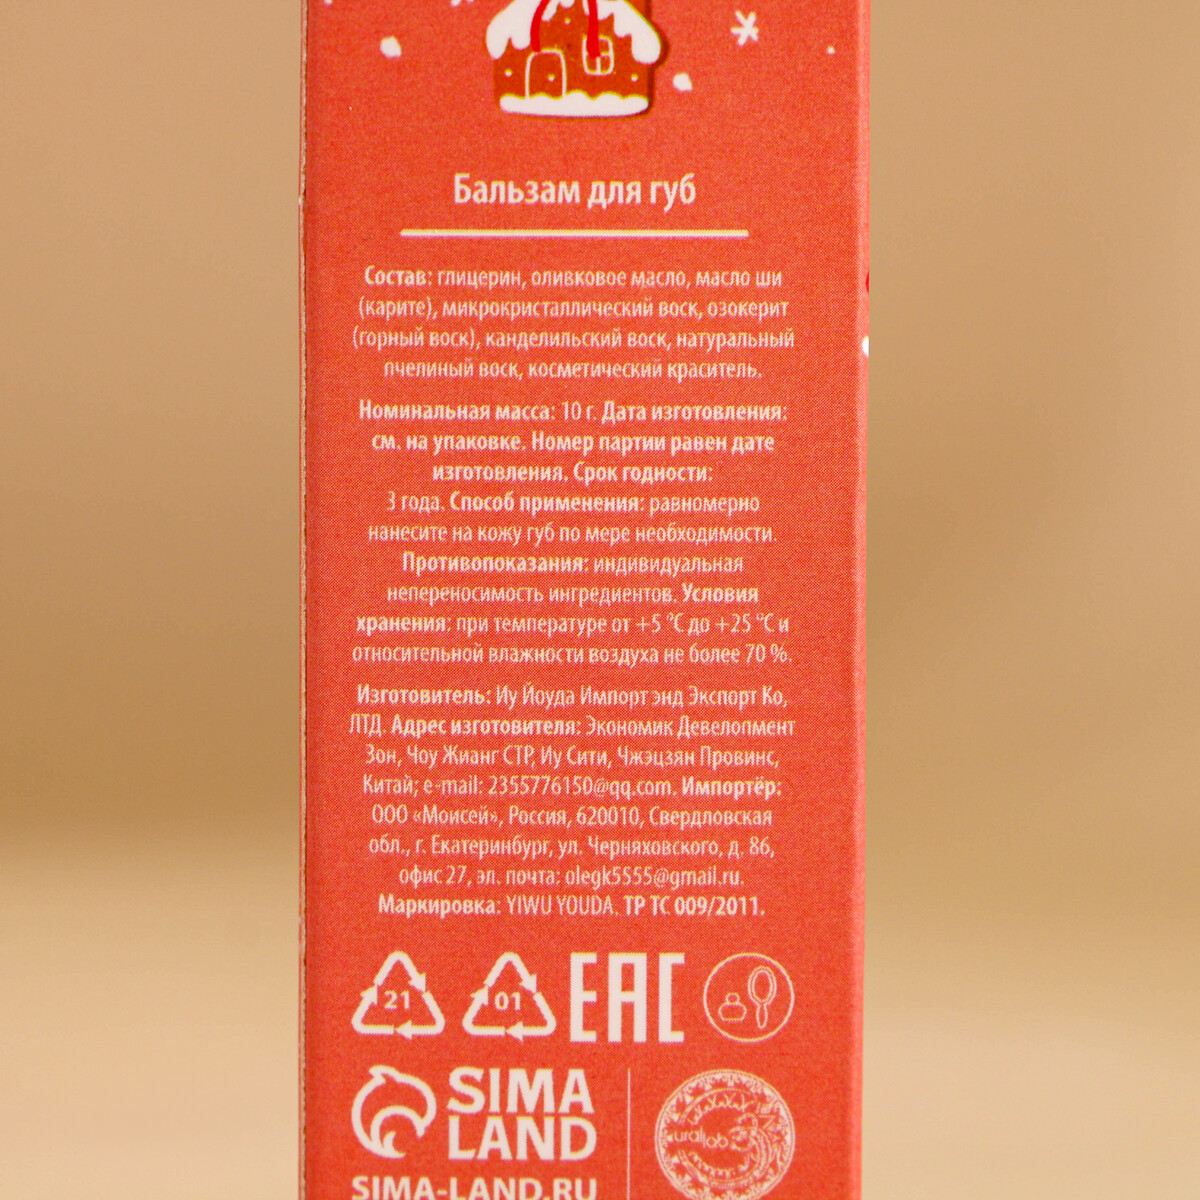 Бальзам для губ
Состав: глицерин, оливковое масло, масло ши
(карите), микрокристаллический воск, озокерит
(горный воск), канделильский воск, натуральный
пчелиный воск, косметический краситель.
Номинальная масса: 10 г. Дата изготовления:
см. на упаковке. Номер партии равен дате
изготовления. Срок годности:
3 года. Способ применения: равномерно
нанесите на кожу губ по мере необходимости.
Противопоказания: индивидуальная
непереносимость ингредиентов. Условия
хранения: при температуре от +5 °С до +25 °С и
относительной влажности воздуха не более 70 %.
Изготовитель: Иу Йоуда Импорт энд Экспорт Ко,
ЛТД. Адрес изготовителя: Экономик Девелопмент
Зон, Чоу Жианг СТР, Иу Сити, Чжэцзян Провинс,
Китай; e-mail: 2355776150@qq.com. Импортёр:
ООО «Моисей», Россия, 620010, Свердловская
обл., г. Екатеринбург, ул. Черняховского, д. 86,
офис 27, эл. почта: olegk5555@gmail.ru.
Маркировка: YIWU YOUDA. ТР ТС 009/2011.
21 01 EAC
SIMA
LAND
ural lab
SIMA-LAND.RU